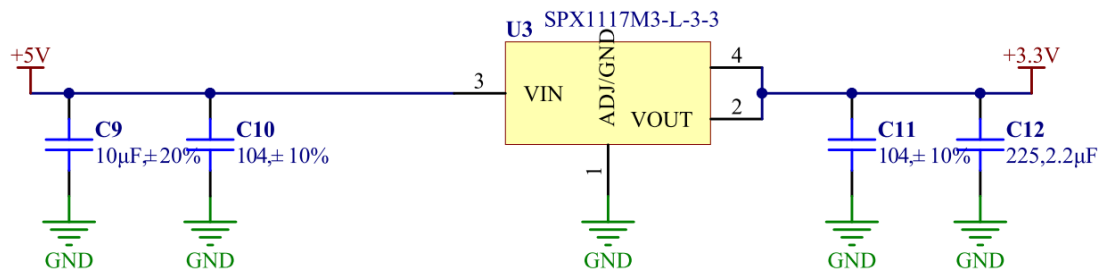 SPX1117M3-L-3-3
U3
+5V
+3.3V
3
VIN
ADJ/GND
4
VOUT
2
1
C9
10µF,±20%
C10
104,±10%
C11
104,±10%
C12
225,2.2µF
GND
GND
GND
GND
GND